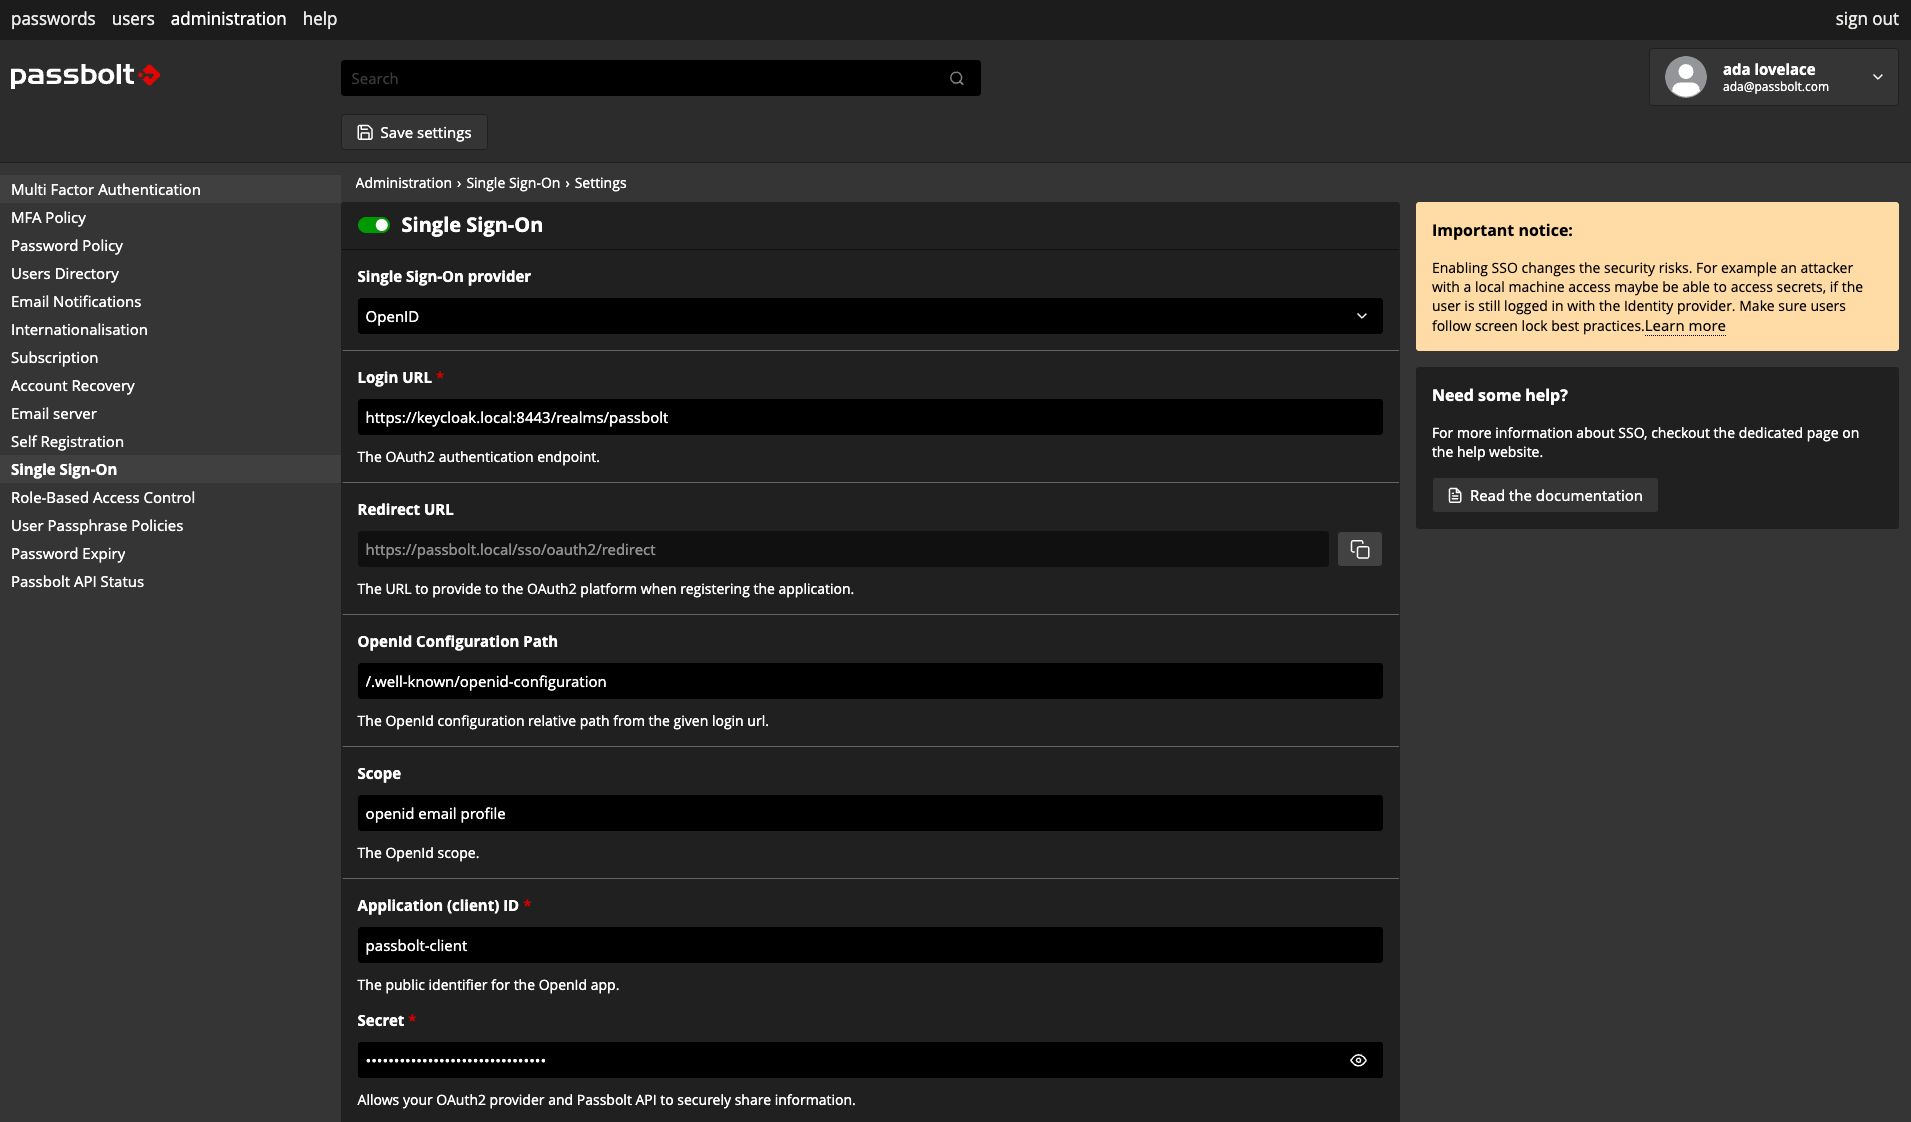 passwords users administration help sign out
passbolt
Search
ada lovelace
ada@passbolt.com
Save settings
Multi Factor Authentication
MFA Policy
Password Policy
Users Directory
Email Notifications
Internationalisation
Subscription
Account Recovery
Email server
Self Registration
Single Sign-On
Role-Based Access Control
User Passphrase Policies
Password Expiry
Passbolt API Status
Administration › Single Sign-On › Settings
Single Sign-On
Single Sign-On provider
OpenID
Login URL *
https://keycloak.local:8443/realms/passbolt
The OAuth2 authentication endpoint.
Redirect URL
https://passbolt.local/sso/oauth2/redirect
The URL to provide to the OAuth2 platform when registering the application.
OpenId Configuration Path
/.well-known/openid-configuration
The OpenId configuration relative path from the given login url.
Scope
openid email profile
The OpenId scope.
Application (client) ID *
passbolt-client
The public identifier for the OpenId app.
Secret *
••••••••••••••••••••••••••••••••
Allows your OAuth2 provider and Passbolt API to securely share information.
Important notice:
Enabling SSO changes the security risks. For example an attacker
with a local machine access maybe be able to access secrets, if the
user is still logged in with the Identity provider. Make sure users
follow screen lock best practices.Learn more
Need some help?
For more information about SSO, checkout the dedicated page on
the help website.
Read the documentation